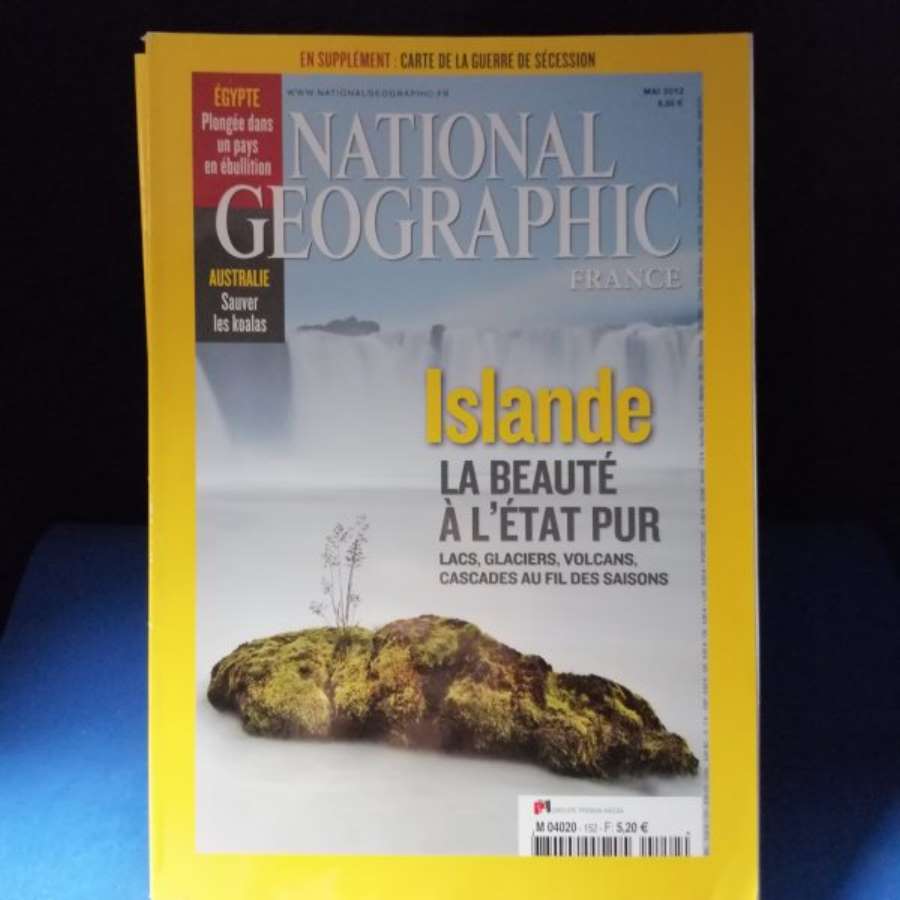 EN SUPPLÉMENT : CARTE DE LA GUERRE DE SÉCESSION
WWW.NATIONALGEOGRAPHIC.FR
MAI 2012
ÉGYPTE
Plongée dans
un pays
en ébullition
NATIONAL
GEOGRAPHIC
FRANCE
AUSTRALIE
Sauver
les koalas
Islande
LA BEAUTÉ
À L'ÉTAT PUR
LACS, GLACIERS, VOLCANS,
CASCADES AU FIL DES SAISONS
M 04020 - 152 - F: 5,20 €